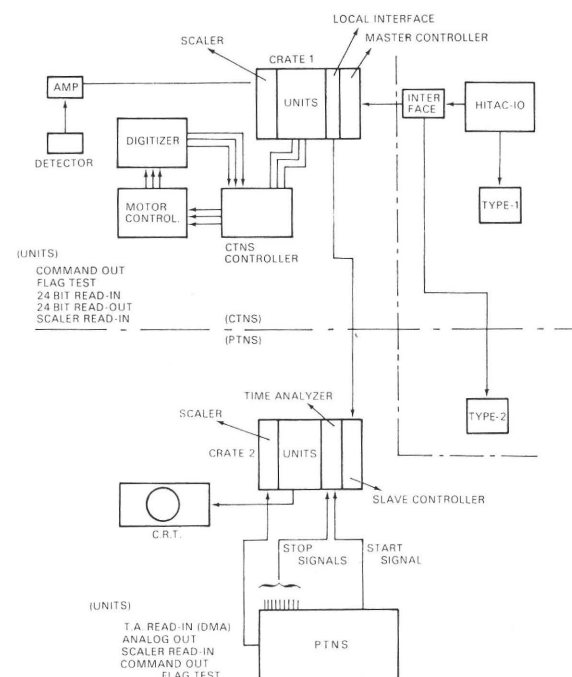 LOCAL INTERFACE
SCALER
CRATE 1
MASTER CONTROLLER
AMP
UNITS
INTER
FACE
HITAC-IO
DETECTOR
DIGITIZER
MOTOR
CONTROL.
CTNS
CONTROLLER
TYPE-1
(UNITS)
COMMAND OUT
FLAG TEST
24 BIT READ-IN
24 BIT READ-OUT
SCALER READ-IN
(CTNS)
(PTNS)
TIME ANALYZER
SCALER
CRATE 2
UNITS
TYPE-2
SLAVE CONTROLLER
C.R.T.
STOP
SIGNALS
START
SIGNAL
(UNITS)
T.A. READ-IN (DMA)
ANALOG OUT
SCALER READ-IN
COMMAND OUT
FLAG TEST
PTNS